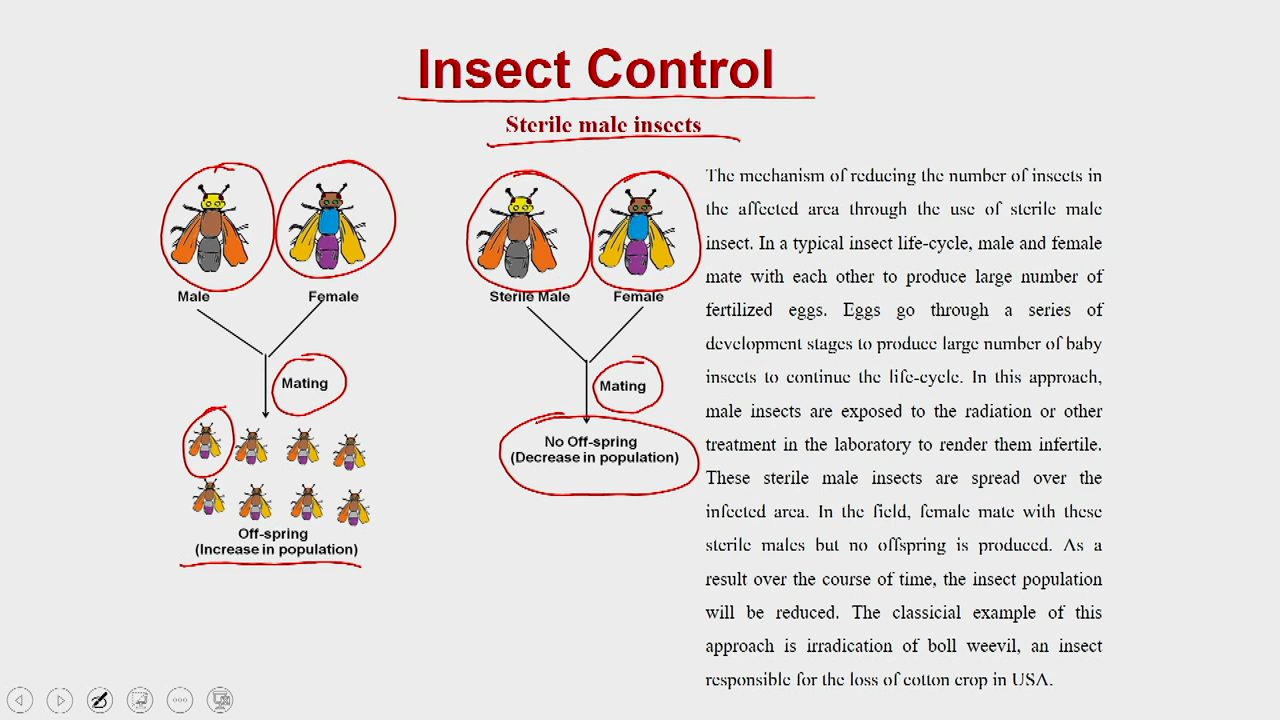 Insect Control
Sterile male insects
Male
Female
Mating
Off-spring
(Increase in population)
Sterile Male
Female
Mating
No Off-spring
(Decrease in population)
The mechanism of reducing the number of insects in
the affected area through the use of sterile male
insect. In a typical insect life-cycle, male and female
mate with each other to produce large number of
fertilized eggs. Eggs go through a series of
development stages to produce large number of baby
insects to continue the life-cycle. In this approach,
male insects are exposed to the radiation or other
treatment in the laboratory to render them infertile.
These sterile male insects are spread over the
infected area. In the field, female mate with these
sterile males but no offspring is produced. As a
result over the course of time, the insect population
will be reduced. The classicial example of this
approach is irradication of boll weevil, an insect
responsible for the loss of cotton crop in USA.